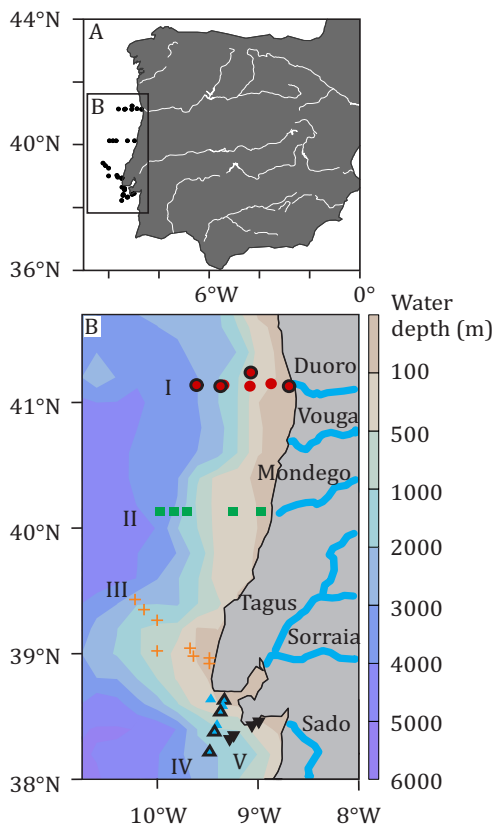 44°N
A
B
40°N
36°N
6°W
0°
B
Water
depth (m)
Duoro
I
100
41°N
Vouga
500
Mondego
1000
II
40°N
2000
III
Tagus
3000
Sorraia
39°N
4000
Sado
5000
IV
V
38°N
6000
10°W
9°W
8°W